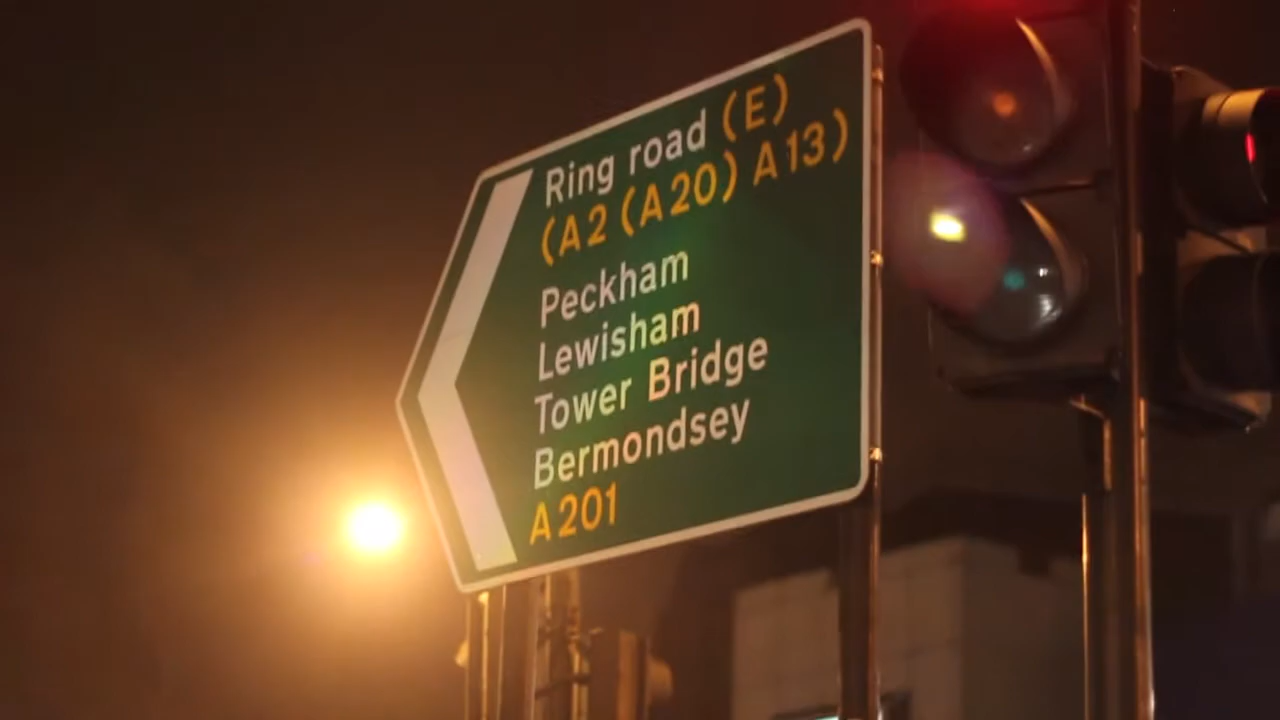 Ring road (E)
(A2 (A20) A13)
Peckham
Lewisham
Tower Bridge
Bermondsey
A201